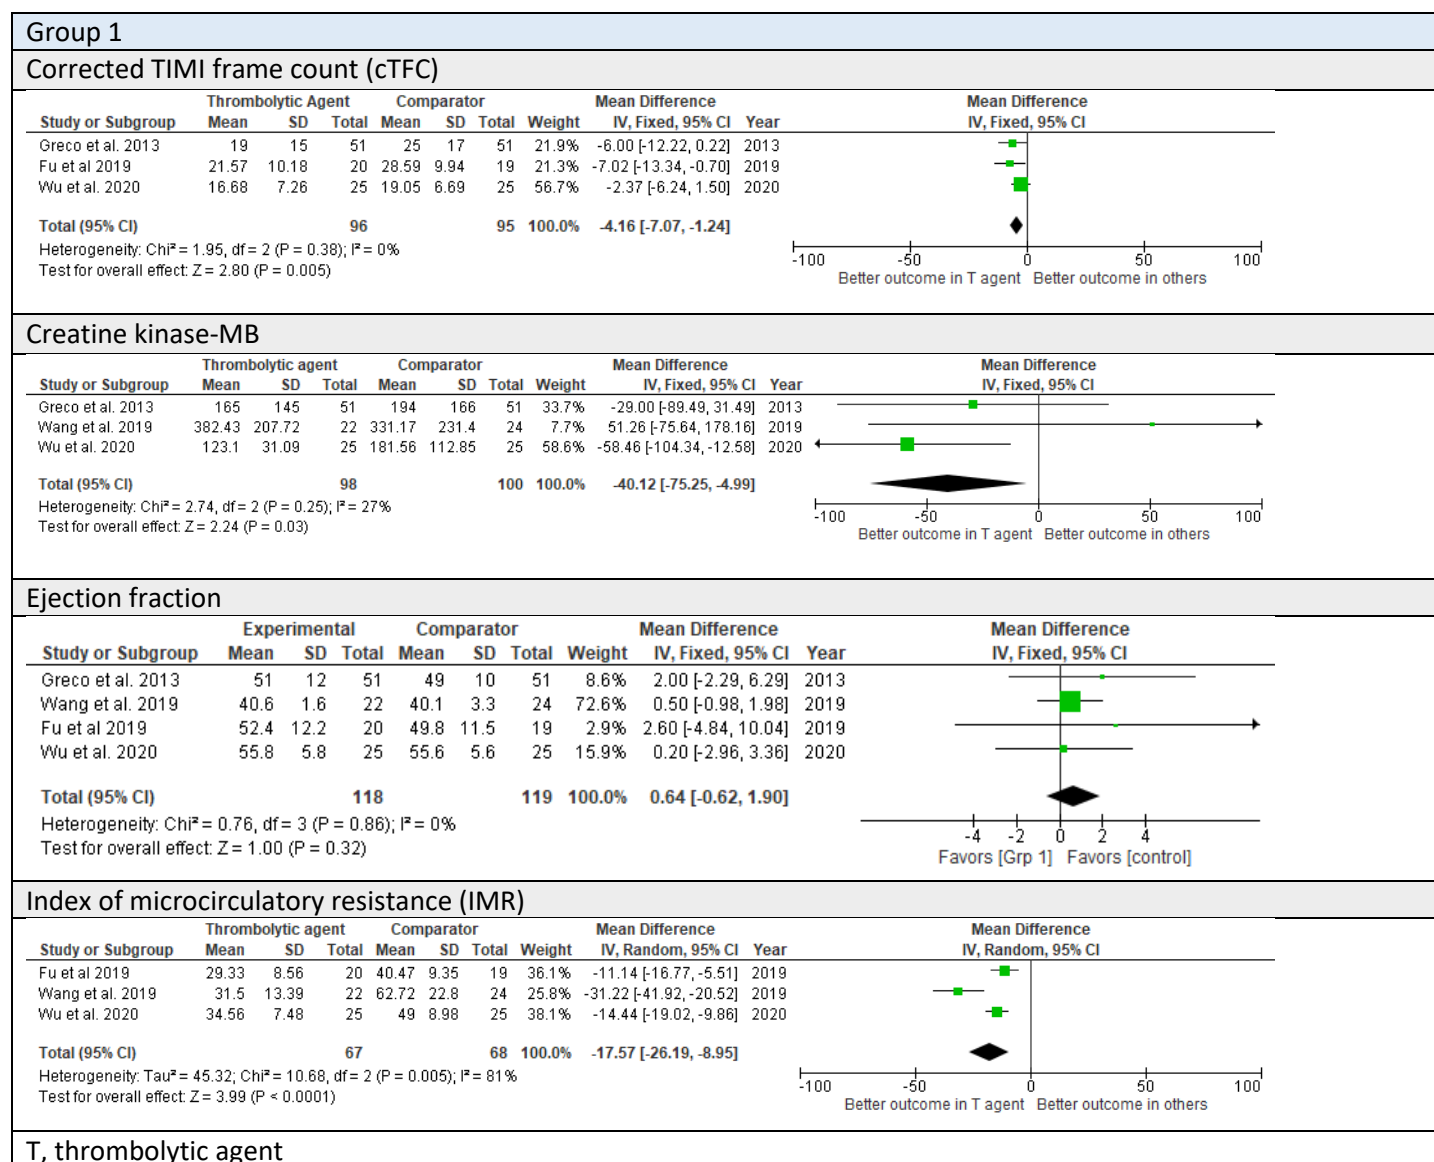 Group 1
Corrected TIMI frame count (cTFC)
Thrombolytic Agent Comparator Mean Difference Mean Difference
Study or Subgroup Mean SD Total Mean SD Total Weight IV, Fixed, 95% CI Year IV, Fixed, 95% CI
Greco et al. 2013 19 15 51 25 17 51 21.9% -6.00 [-12.22, 0.22] 2013
Fu et al 2019 21.57 10.18 20 28.59 9.94 19 21.3% -7.02 [-13.34, -0.70] 2019
Wu et al. 2020 16.68 7.26 25 19.05 6.69 25 56.7% -2.37 [-6.24, 1.50] 2020
Total (95% CI) 96 95 100.0% -4.16 [-7.07, -1.24]
Heterogeneity: Chi² = 1.95, df = 2 (P = 0.38); I² = 0%
Test for overall effect: Z = 2.80 (P = 0.005)
-100 -50 0 50 100
Better outcome in T agent Better outcome in others
Creatine kinase-MB
Thrombolytic agent Comparator Mean Difference Mean Difference
Study or Subgroup Mean SD Total Mean SD Total Weight IV, Fixed, 95% CI Year IV, Fixed, 95% CI
Greco et al. 2013 165 145 51 194 166 51 33.7% -29.00 [-89.49, 31.49] 2013
Wang et al. 2019 382.43 207.72 22 331.17 231.4 24 7.7% 51.26 [-75.64, 178.16] 2019
Wu et al. 2020 123.1 31.09 25 181.56 112.85 25 58.6% -58.46 [-104.34, -12.58] 2020
Total (95% CI) 98 100 100.0% -40.12 [-75.25, -4.99]
Heterogeneity: Chi² = 2.74, df = 2 (P = 0.25); I² = 27%
Test for overall effect: Z = 2.24 (P = 0.03)
-100 -50 0 50 100
Better outcome in T agent Better outcome in others
Ejection fraction
Experimental Comparator Mean Difference Mean Difference
Study or Subgroup Mean SD Total Mean SD Total Weight IV, Fixed, 95% CI Year IV, Fixed, 95% CI
Greco et al. 2013 51 12 51 49 10 51 8.6% 2.00 [-2.29, 6.29] 2013
Wang et al. 2019 40.6 1.6 22 40.1 3.3 24 72.6% 0.50 [-0.98, 1.98] 2019
Fu et al 2019 52.4 12.2 20 49.8 11.5 19 2.9% 2.60 [-4.84, 10.04] 2019
Wu et al. 2020 55.8 5.8 25 55.6 5.6 25 15.9% 0.20 [-2.96, 3.36] 2020
Total (95% CI) 118 119 100.0% 0.64 [-0.62, 1.90]
Heterogeneity: Chi² = 0.76, df = 3 (P = 0.86); I² = 0%
Test for overall effect: Z = 1.00 (P = 0.32)
-4 -2 0 2 4
Favors [Grp 1] Favors [control]
Index of microcirculatory resistance (IMR)
Thrombolytic agent Comparator Mean Difference Mean Difference
Study or Subgroup Mean SD Total Mean SD Total Weight IV, Random, 95% CI Year IV, Random, 95% CI
Fu et al 2019 29.33 8.56 20 40.47 9.35 19 36.1% -11.14 [-16.77, -5.51] 2019
Wang et al. 2019 31.5 13.39 22 62.72 22.8 24 25.8% -31.22 [-41.92, -20.52] 2019
Wu et al. 2020 34.56 7.48 25 49 8.98 25 38.1% -14.44 [-19.02, -9.86] 2020
Total (95% CI) 67 68 100.0% -17.57 [-26.19, -8.95]
Heterogeneity: Tau² = 45.32; Chi² = 10.68, df = 2 (P = 0.005); I² = 81%
Test for overall effect: Z = 3.99 (P < 0.0001)
-100 -50 0 50 100
Better outcome in T agent Better outcome in others
T, thrombolytic agent